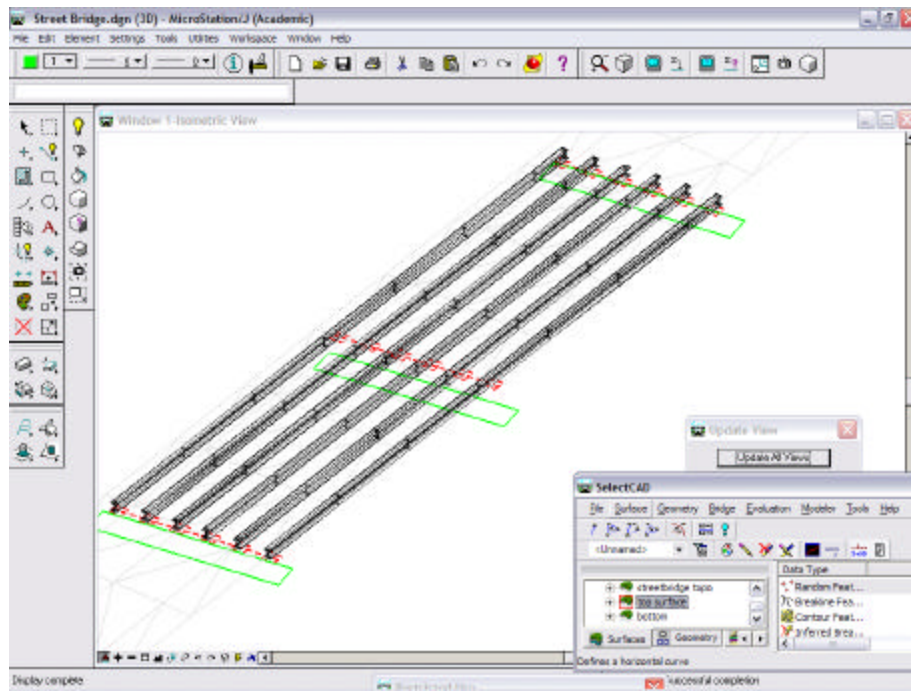 Street Bridge.dgn (3D) - MicroStation/J (Academic)
File Edit Element Settings Tools Utilities Workspace Window Help
1
Window 1-Isometric View
Update View
Update All Views
SelectCAD
File Surface Geometry Bridge Evaluation Modeler Tools Help
<Unnamed>
Data Type
streetbridge topo
top surface
bottom
Random Feat...
Breakline Fea...
Contour Feat...
Inferred Brea...
Surfaces Geometry
Defines a horizontal curve
Display complete
Successful completion